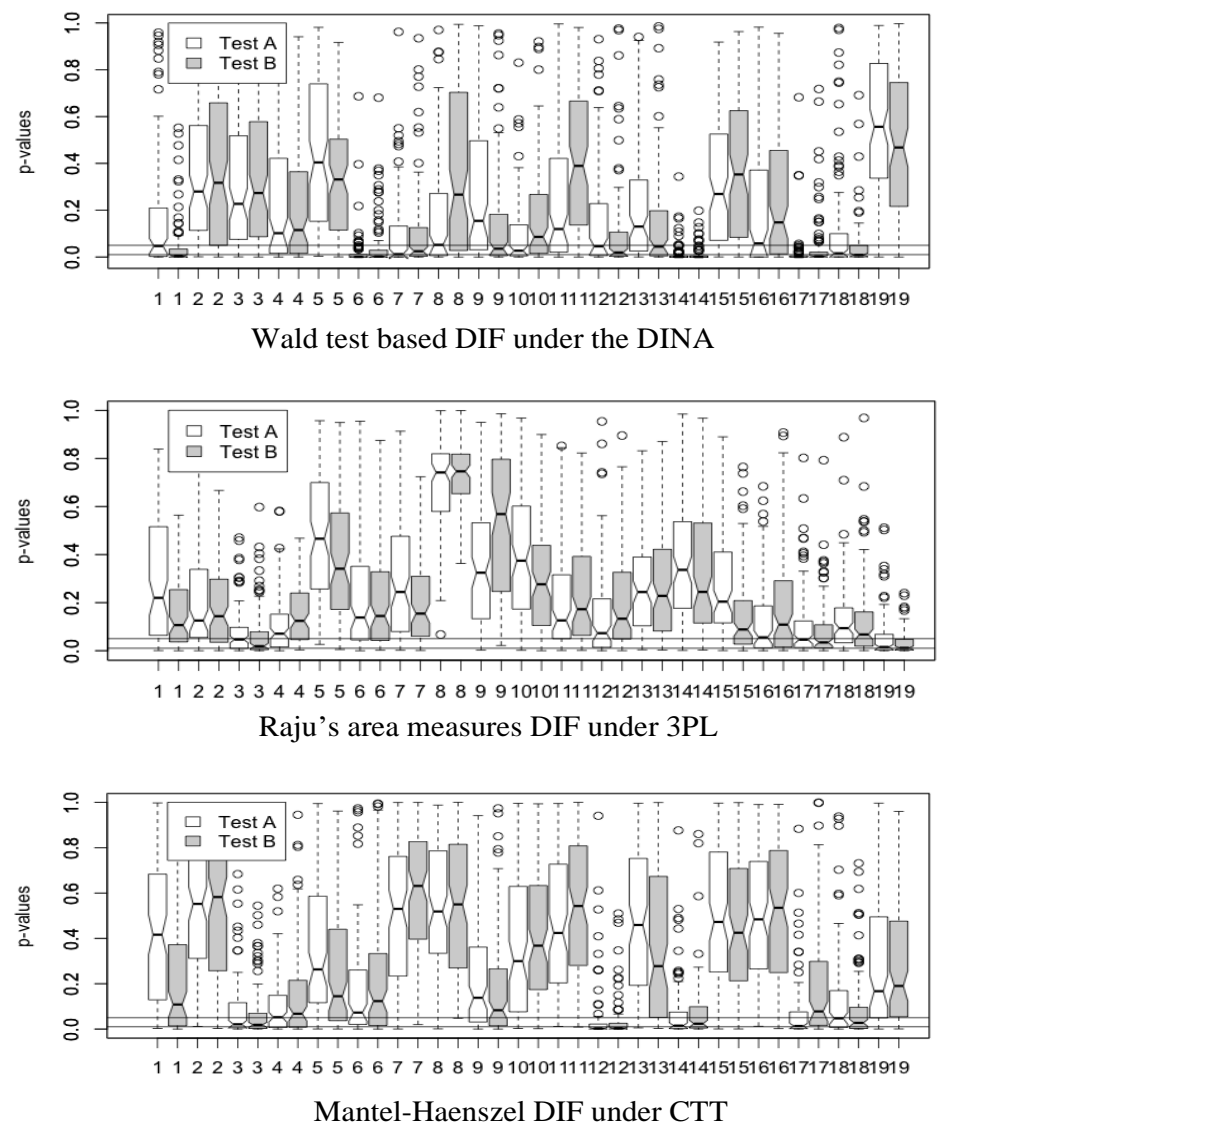 1.0
0.8
0.6
0.4
0.2
0.0
p-values
Test A
Test B
1 1 2 2 3 3 4 4 5 5 6 6 7 7 8 8 9 9 10 10 11 11 12 12 13 13 14 14 15 15 16 16 17 17 18 18 19 19
Wald test based DIF under the DINA
1.0
0.8
0.6
0.4
0.2
0.0
p-values
Test A
Test B
1 1 2 2 3 3 4 4 5 5 6 6 7 7 8 8 9 9 10 10 11 11 12 12 13 13 14 14 15 15 16 16 17 17 18 18 19 19
Raju’s area measures DIF under 3PL
1.0
0.8
0.6
0.4
0.2
0.0
p-values
Test A
Test B
1 1 2 2 3 3 4 4 5 5 6 6 7 7 8 8 9 9 10 10 11 11 12 12 13 13 14 14 15 15 16 16 17 17 18 18 19 19
Mantel-Haenszel DIF under CTT